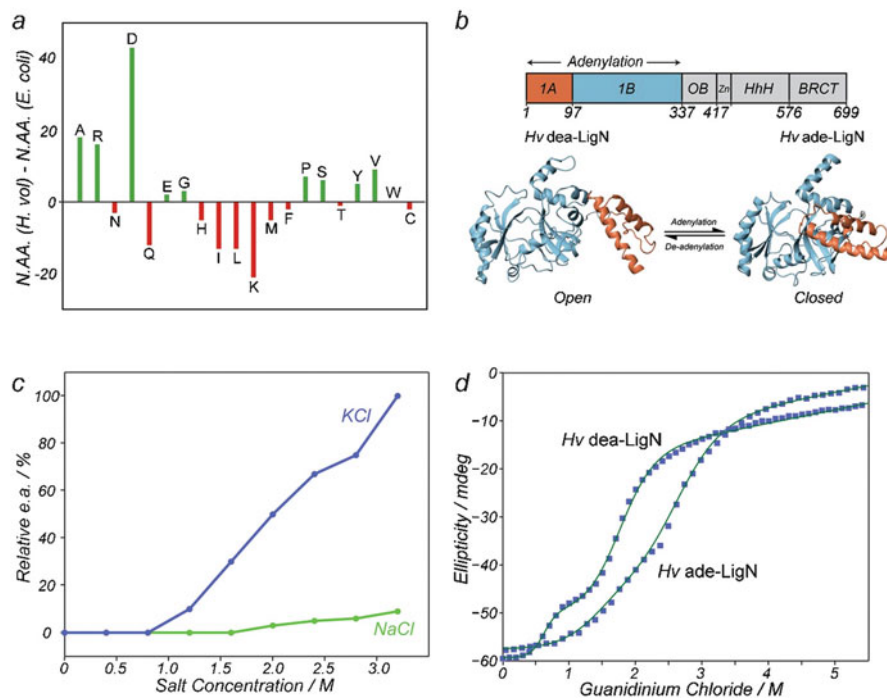 a
N.AA. (H. vol) - N.AA. (E. coli)
40
20
0
-20
A
R
N
D
Q
E
G
H
I
L
K
M
F
P
S
T
Y
V
W
C
b
Adenylation
1A
1B
OB
Zn
HhH
BRCT
1
97
337
417
576
699
Hv dea-LigN
Hv ade-LigN
Adenylation
De-adenylation
Open
Closed
c
Relative e.a. / %
100
80
60
40
20
0
KCl
NaCl
0
0.5
1.0
1.5
2.0
2.5
3.0
Salt Concentration / M
d
Ellipticity / mdeg
0
−10
−20
−30
−40
−50
−60
Hv dea-LigN
Hv ade-LigN
0
1
2
3
4
5
Guanidinium Chloride / M